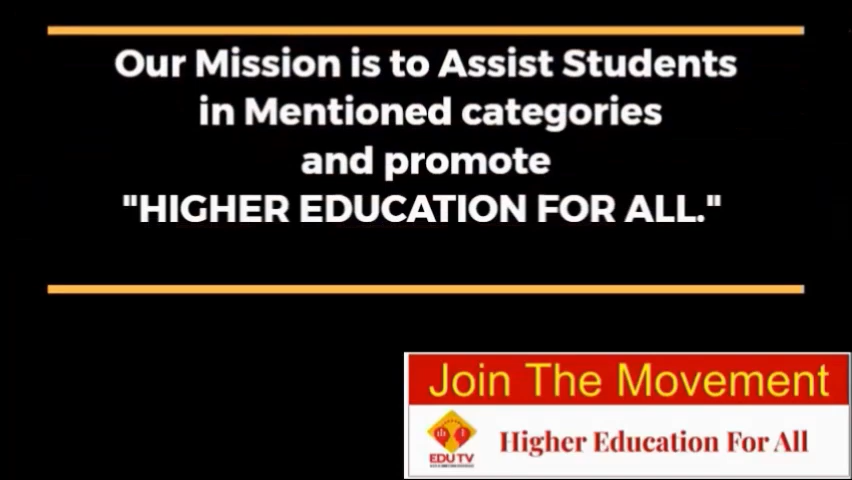 Our Mission is to Assist Students
in Mentioned categories
and promote
"HIGHER EDUCATION FOR ALL."
Join The Movement
Higher Education For All
EDU TV